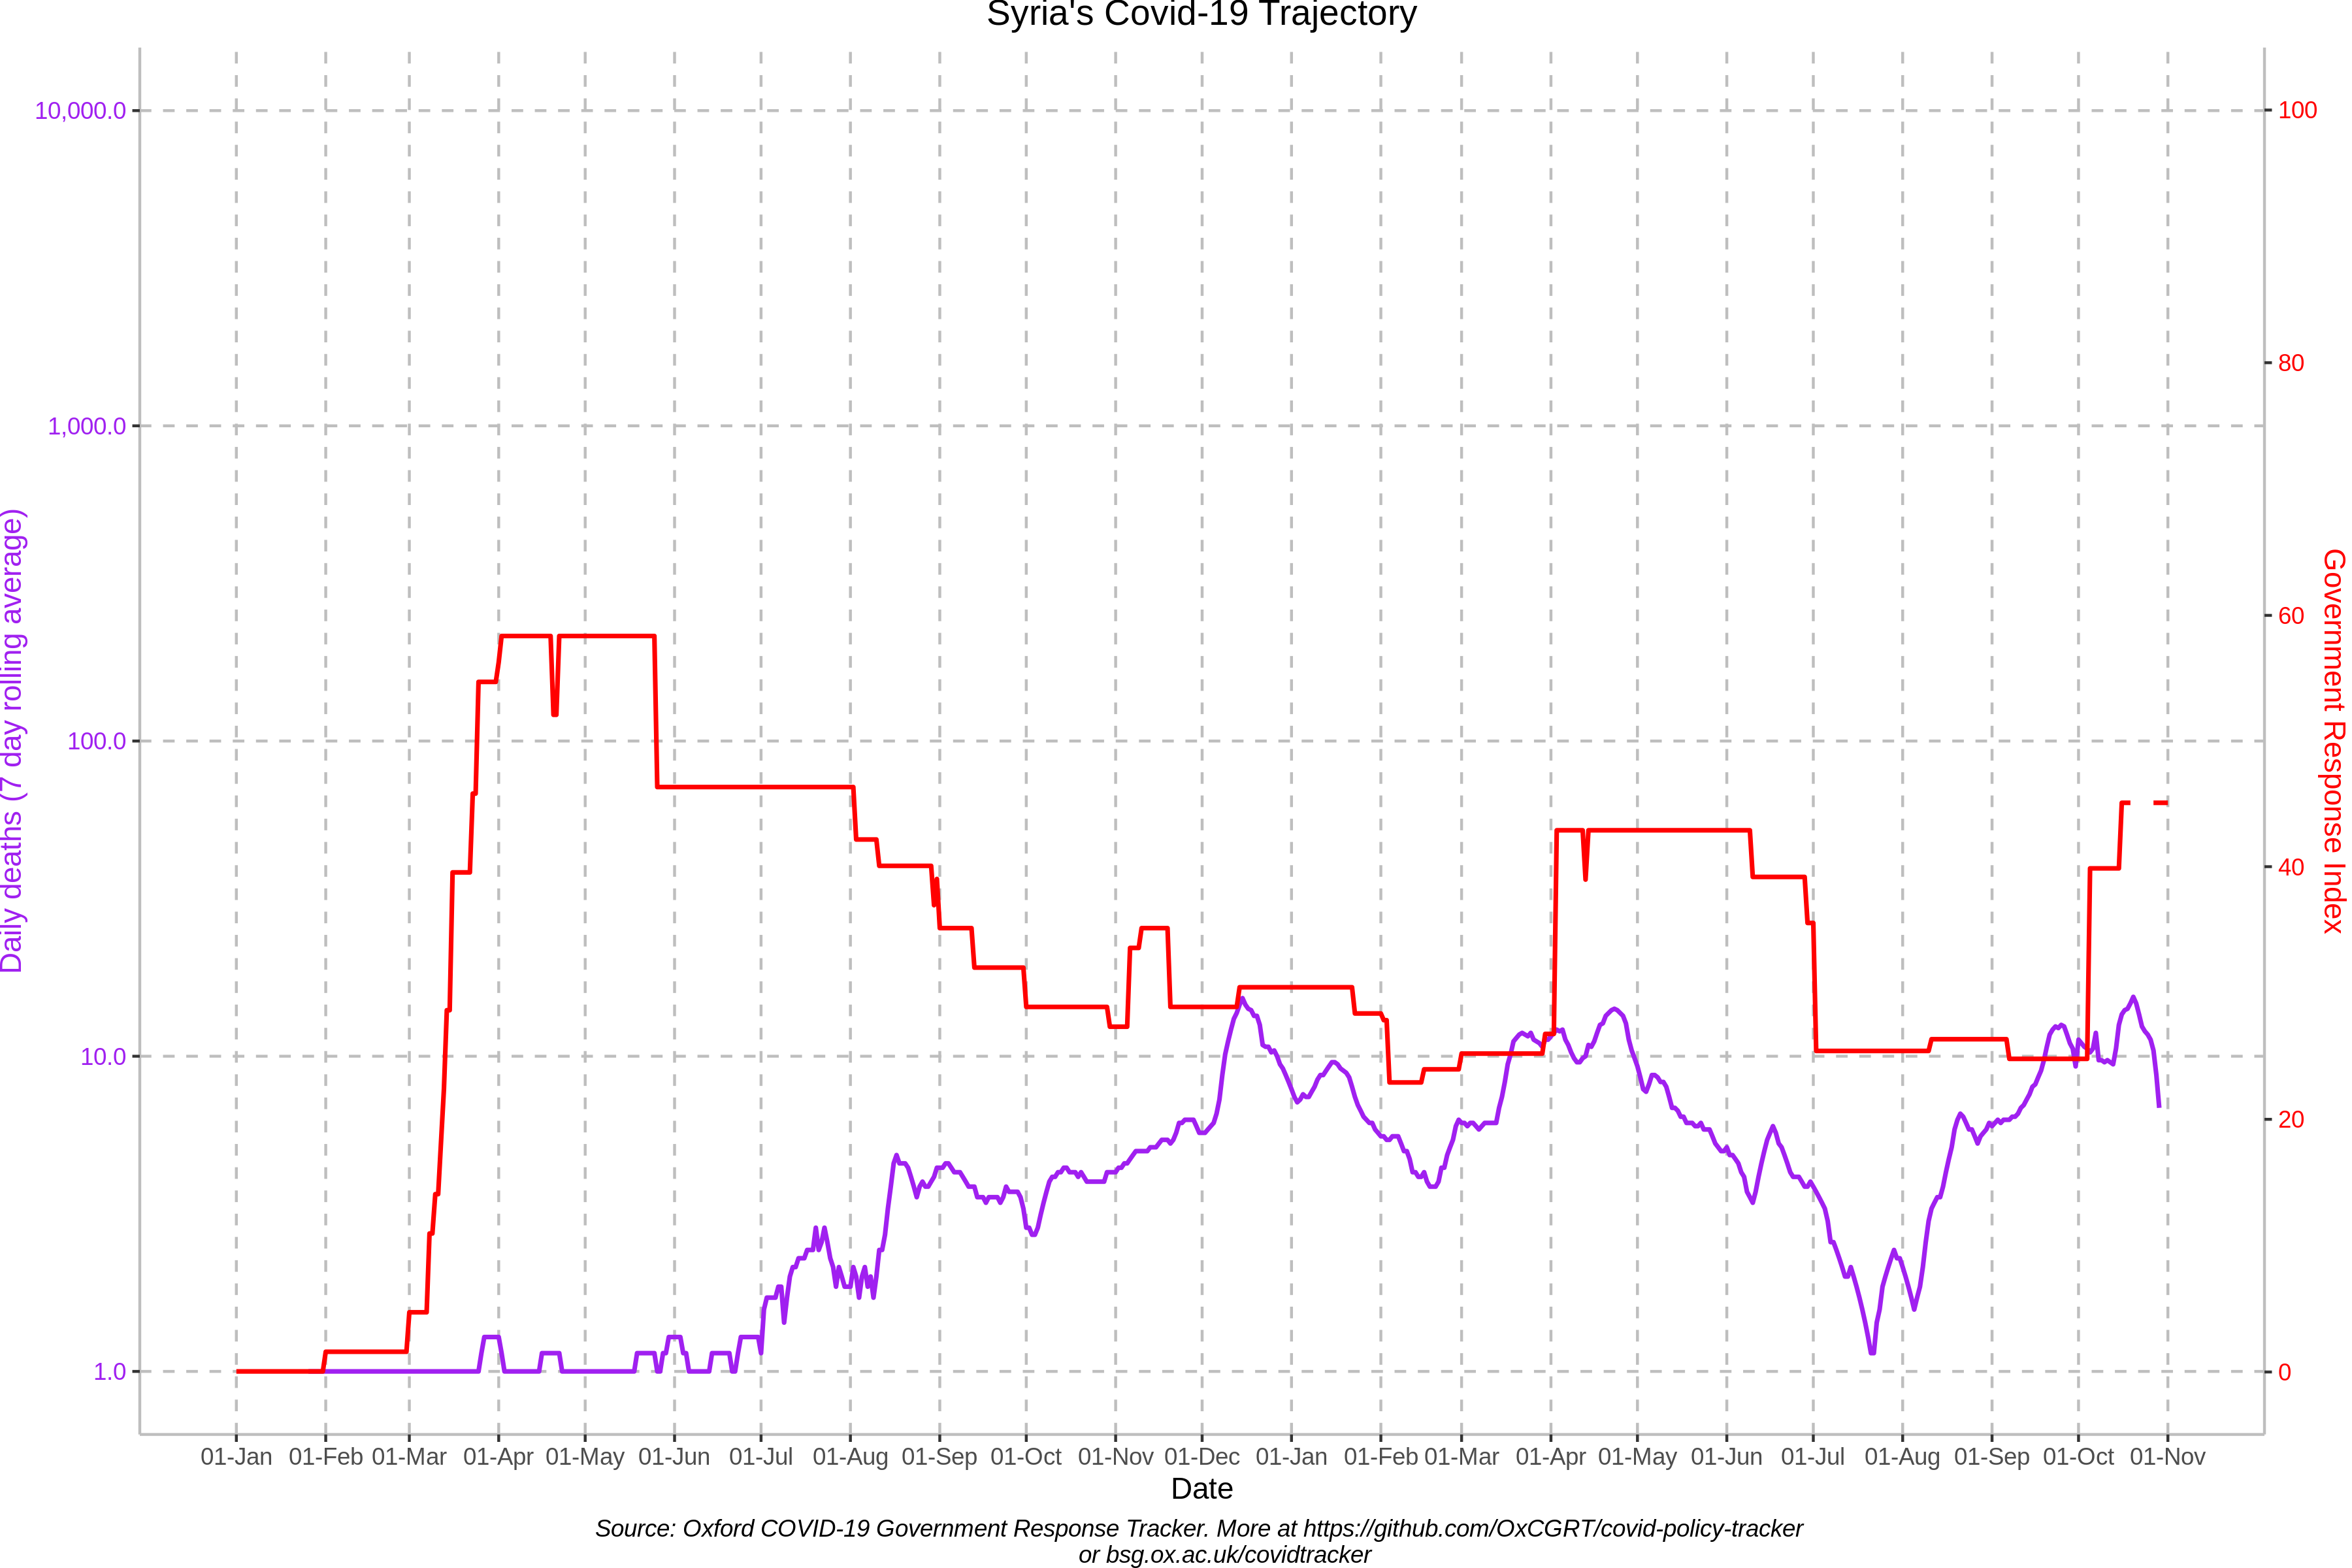 Syria's Covid-19 Trajectory
10,000.0
1,000.0
100.0
10.0
1.0
Daily deaths (7 day rolling average)
100
80
60
40
20
0
Government Response Index
01-Jan 01-Feb 01-Mar 01-Apr 01-May 01-Jun 01-Jul 01-Aug 01-Sep 01-Oct 01-Nov 01-Dec 01-Jan 01-Feb 01-Mar 01-Apr 01-May 01-Jun 01-Jul 01-Aug 01-Sep 01-Oct 01-Nov
Date
Source: Oxford COVID-19 Government Response Tracker. More at https://github.com/OxCGRT/covid-policy-tracker
or bsg.ox.ac.uk/covidtracker